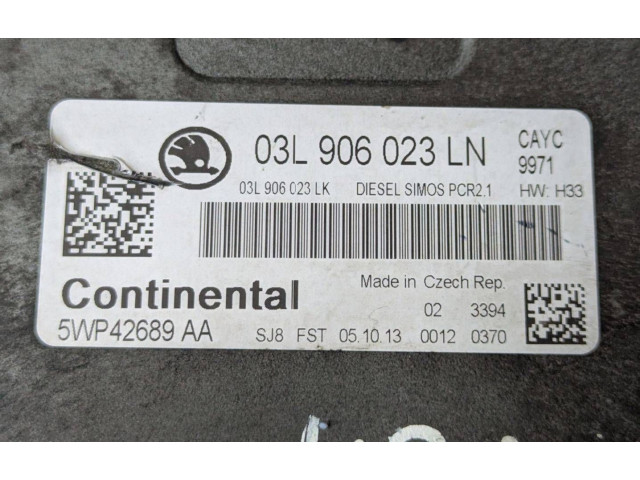 03L 906 023 LN CAYC
9971
03L 906 023 LK DIESEL SIMOS PCR2.1 HW: H33
Continental Made in Czech Rep.
02 3394
5WP42689 AA SJ8 FST 05.10.13 0012 0370